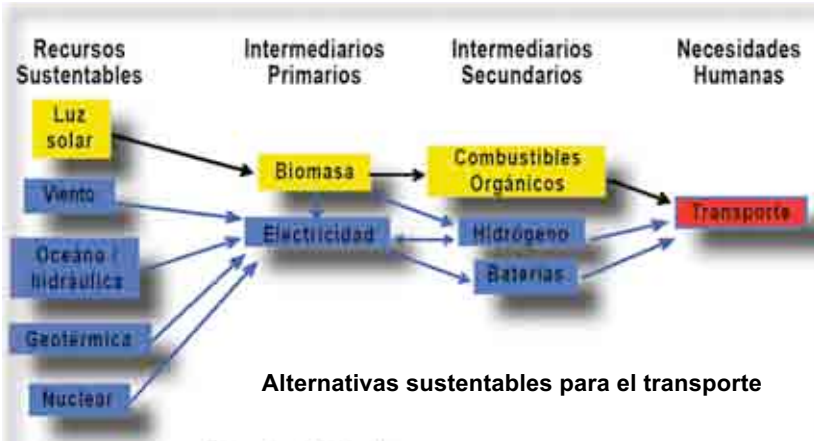 Recursos
Sustentables
Intermediarios
Primarios
Intermediarios
Secundarios
Necesidades
Humanas
Luz
solar
Biomasa
Combustibles
Orgánicos
Viento
Electricidad
Hidrógeno
Transporte
Oceáno /
hidráulica
Baterías
Geotérmica
Nuclear
Alternativas sustentables para el transporte